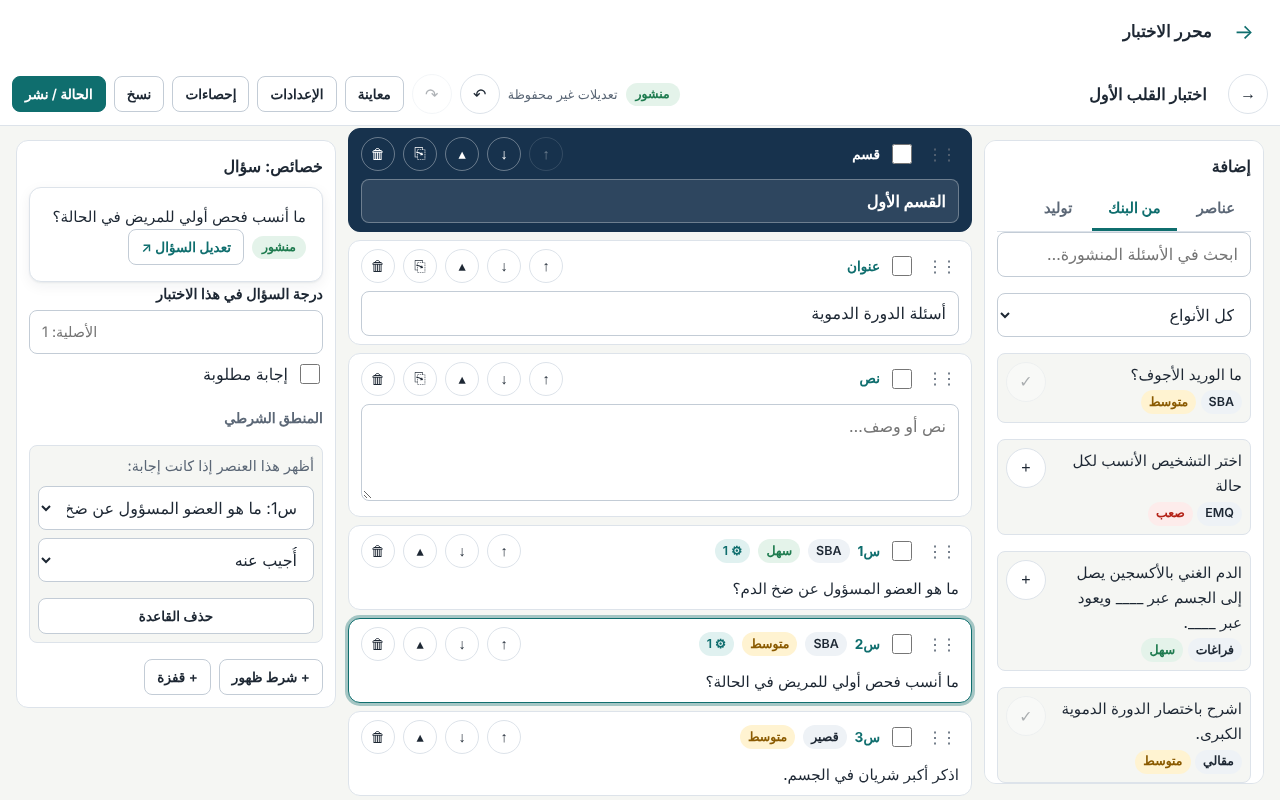 محرر الاختبار
اختبار القلب الأول
منشور
تعديلات غير محفوظة
معاينة
الإعدادات
إحصاءات
نسخ
الحالة / نشر
إضافة
عناصر
من البنك
توليد
ابحث في الأسئلة المنشورة...
كل الأنواع
ما الوريد الأجوف؟
SBA متوسط
اختر التشخيص الأنسب لكل
حالة
EMQ صعب
الدم الغني بالأكسجين يصل
إلى الجسم عبر ____ ويعود
عبر ____.
فراغات سهل
اشرح باختصار الدورة الدموية
الكبرى.
مقالي متوسط
قسم
القسم الأول
عنوان
أسئلة الدورة الدموية
نص
نص أو وصف...
س1 SBA سهل ⚙ 1
ما هو العضو المسؤول عن ضخ الدم؟
س2 SBA متوسط ⚙ 1
ما أنسب فحص أولي للمريض في الحالة؟
س3 قصير متوسط
اذكر أكبر شريان في الجسم.
خصائص: سؤال
ما أنسب فحص أولي للمريض في الحالة؟
منشور تعديل السؤال ↗
درجة السؤال في هذا الاختبار
الأصلية: 1
إجابة مطلوبة
المنطق الشرطي
أظهر هذا العنصر إذا كانت إجابة:
س1: ما هو العضو المسؤول عن ضخ
أُجيب عنه
حذف القاعدة
+ شرط ظهور
+ قفزة